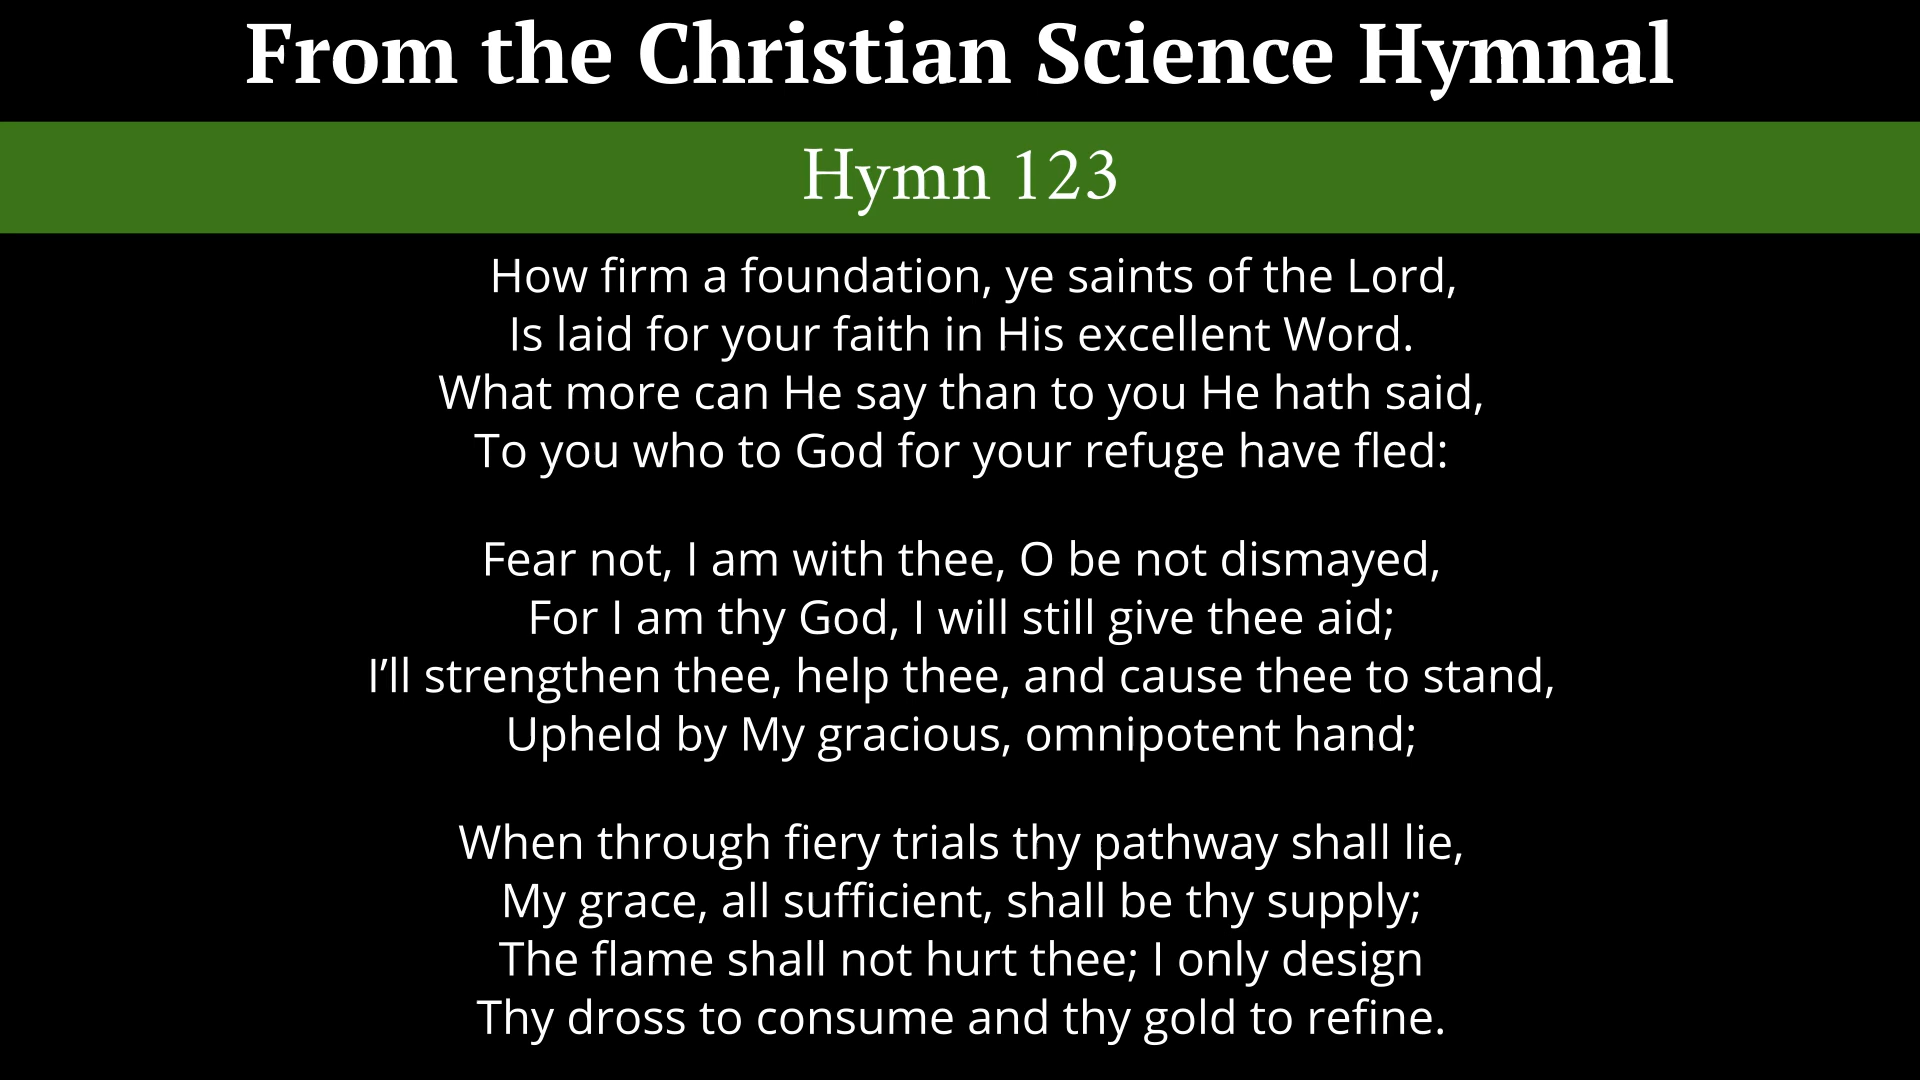 From the Christian Science Hymnal
Hymn 123
How firm a foundation, ye saints of the Lord,
Is laid for your faith in His excellent Word.
What more can He say than to you He hath said,
To you who to God for your refuge have fled:
Fear not, I am with thee, O be not dismayed,
For I am thy God, I will still give thee aid;
I’ll strengthen thee, help thee, and cause thee to stand,
Upheld by My gracious, omnipotent hand;
When through fiery trials thy pathway shall lie,
My grace, all sufficient, shall be thy supply;
The flame shall not hurt thee; I only design
Thy dross to consume and thy gold to refine.